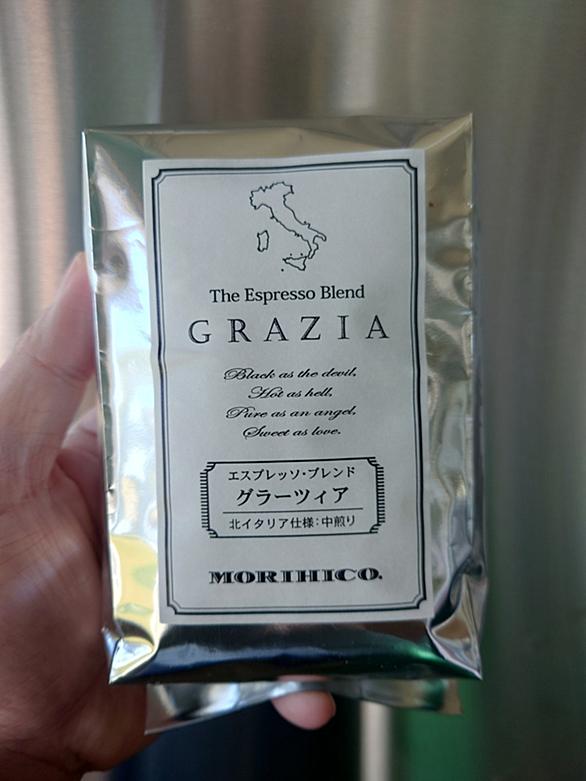 The Espresso Blend
GRAZIA
Black as the devil,
Hot as hell,
Pure as an angel,
Sweet as love.
エスプレッソ・ブレンド
グラーツィア
北イタリア仕様:中煎り
MORIHICO.